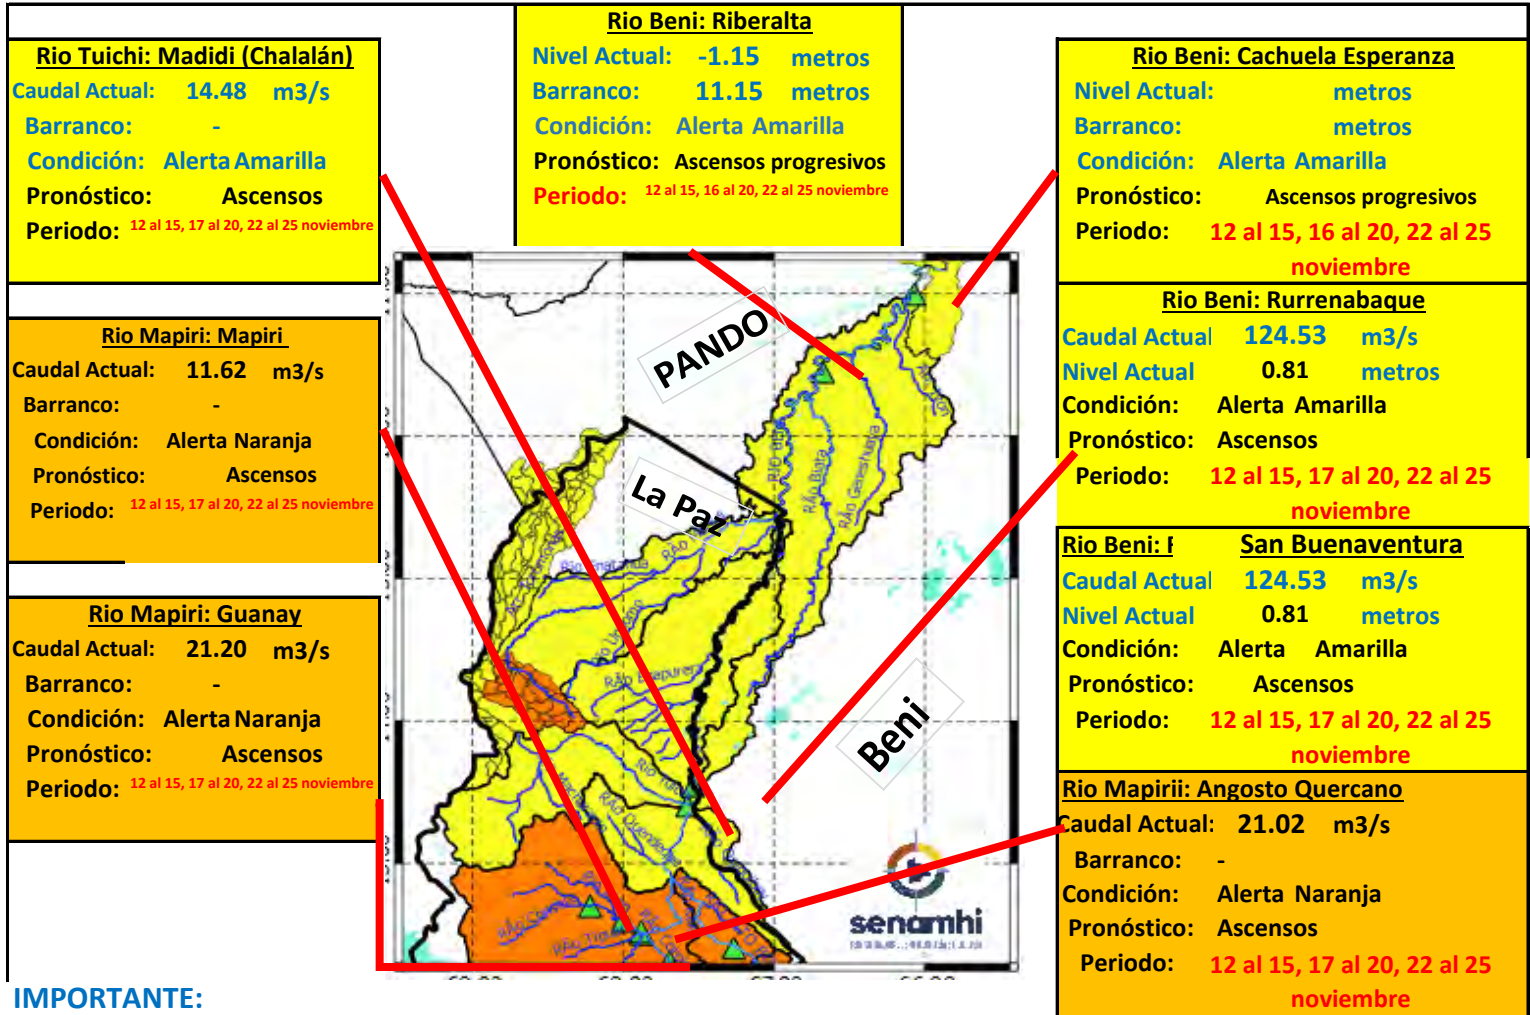 Rio Tuichi: Madidi (Chalalán)
Caudal Actual: 14.48 m3/s
Barranco: -
Condición: Alerta Amarilla
Pronóstico: Ascensos
Periodo: 12 al 15, 17 al 20, 22 al 25 noviembre
Rio Mapiri: Mapiri
Caudal Actual: 11.62 m3/s
Barranco: -
Condición: Alerta Naranja
Pronóstico: Ascensos
Periodo: 12 al 15, 17 al 20, 22 al 25 noviembre
Rio Mapiri: Guanay
Caudal Actual: 21.20 m3/s
Barranco: -
Condición: Alerta Naranja
Pronóstico: Ascensos
Periodo: 12 al 15, 17 al 20, 22 al 25 noviembre
Rio Beni: Riberalta
Nivel Actual: -1.15 metros
Barranco: 11.15 metros
Condición: Alerta Amarilla
Pronóstico: Ascensos progresivos
Periodo: 12 al 15, 16 al 20, 22 al 25 noviembre
PANDO
La Paz
Beni
RÃo Biata
RÃo Geneshuaya
senamhi
Rio Beni: Cachuela Esperanza
Nivel Actual: metros
Barranco: metros
Condición: Alerta Amarilla
Pronóstico: Ascensos progresivos
Periodo: 12 al 15, 16 al 20, 22 al 25
noviembre
Rio Beni: Rurrenabaque
Caudal Actual 124.53 m3/s
Nivel Actual 0.81 metros
Condición: Alerta Amarilla
Pronóstico: Ascensos
Periodo: 12 al 15, 17 al 20, 22 al 25
noviembre
Rio Beni: San Buenaventura
Caudal Actual 124.53 m3/s
Nivel Actual 0.81 metros
Condición: Alerta Amarilla
Pronóstico: Ascensos
Periodo: 12 al 15, 17 al 20, 22 al 25
noviembre
Rio Mapirii: Angosto Quercano
Caudal Actual: 21.02 m3/s
Barranco: -
Condición: Alerta Naranja
Pronóstico: Ascensos
Periodo: 12 al 15, 17 al 20, 22 al 25
noviembre
IMPORTANTE: